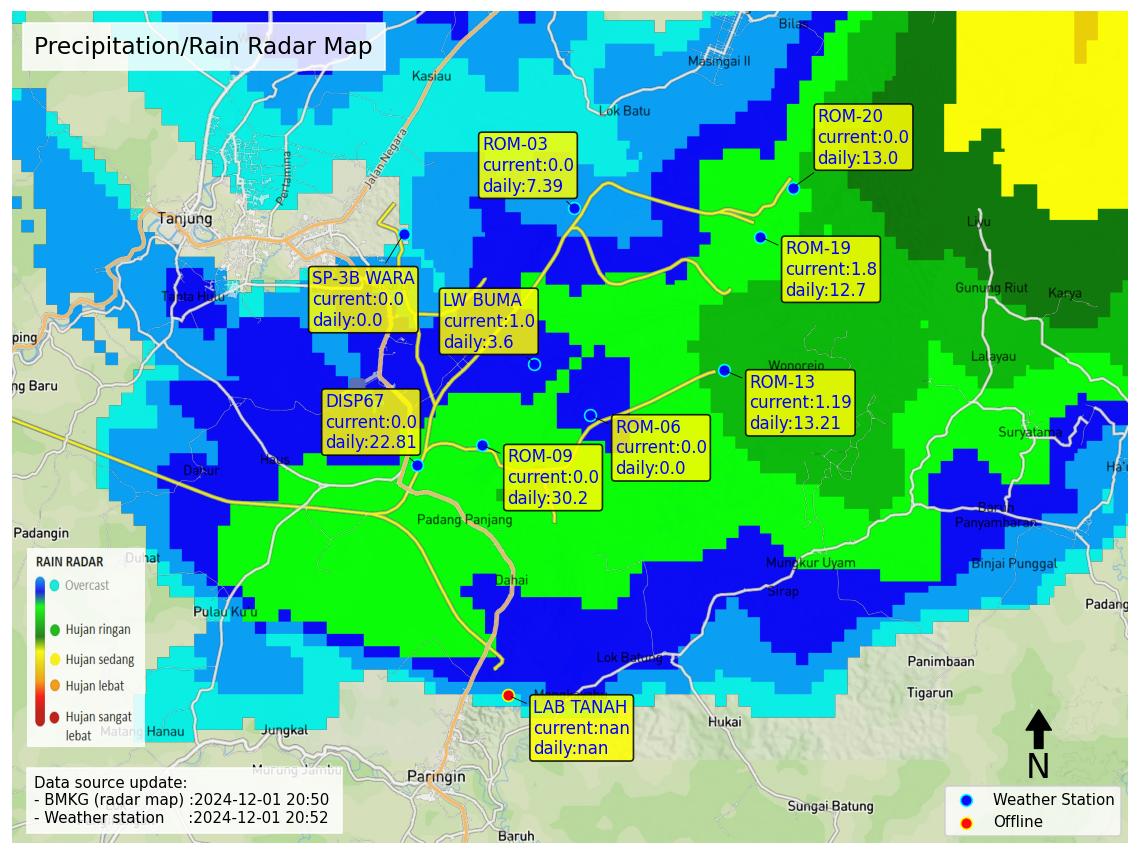 Precipitation/Rain Radar Map
Bilas
Masingai II
Kasiau
Lok Batu
Jalan Negara
Pertamina
Tanjung
ROM-20
current:0.0
daily:13.0
ROM-03
current:0.0
daily:7.39
Liyu
ROM-19
current:1.8
daily:12.7
SP-3B WARA
current:0.0
daily:0.0
LW BUMA
current:1.0
daily:3.6
Tanta Hulu
Gunung Riut
Karya
ping
Lalayau
Wonorejo
ng Baru
ROM-13
current:1.19
daily:13.21
DISP67
current:0.0
daily:22.81
ROM-06
current:0.0
daily:0.0
Suryatama
ROM-09
current:0.0
daily:30.2
Haus
Dahur
Padang Panjang
Barun
Panyambaran
Padangin
Duhat
Mungkur Uyam
Binjai Punggal
Dahai
Sirap
Pulau Ku'u
Padang
RAIN RADAR
Overcast
Hujan ringan
Hujan sedang
Hujan lebat
Hujan sangat
lebat
Lok Batung
Panimbaan
Tigarun
LAB TANAH
current:nan
daily:nan
Matang Hanau
Jungkal
Hukai
Murung Jambu
Paringin
N
Sungai Batung
Baruh
Data source update:
- BMKG (radar map) :2024-12-01 20:50
- Weather station :2024-12-01 20:52
Weather Station
Offline